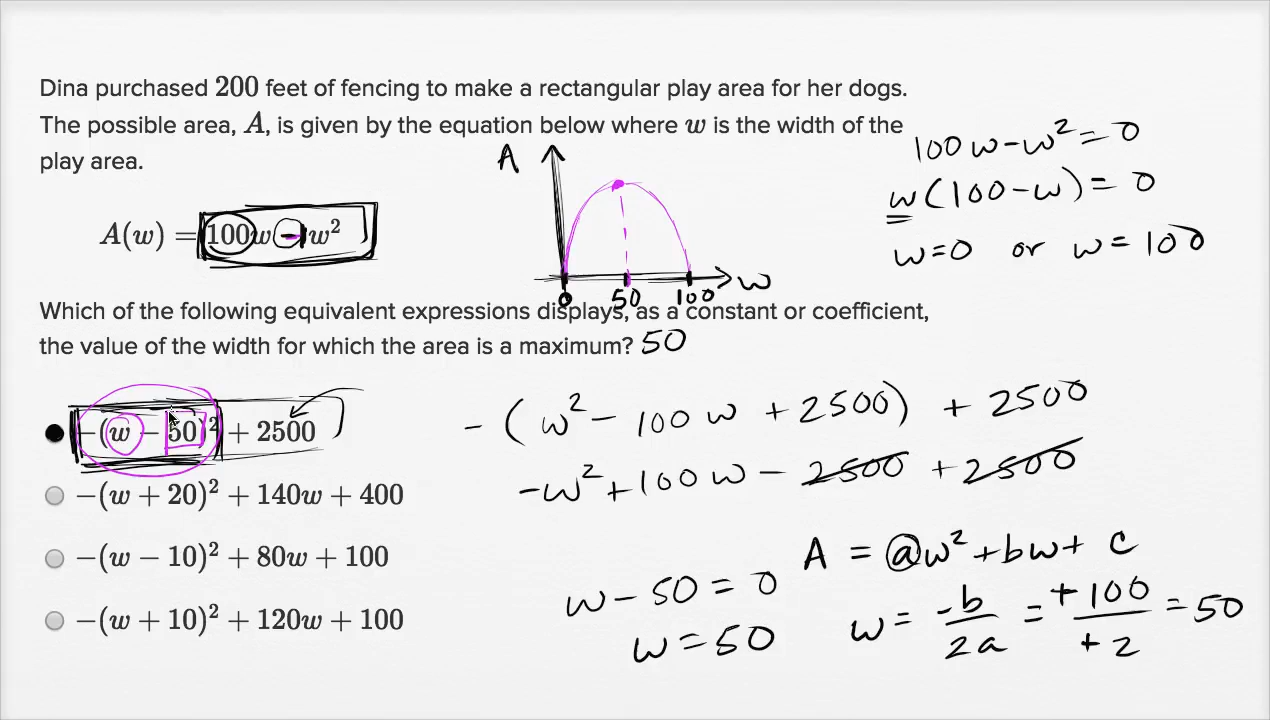 Dina purchased 200 feet of fencing to make a rectangular play area for her dogs.
The possible area, A, is given by the equation below where w is the width of the
play area.
A(w) = 100w − 1w²
A
0 50 100 w
100w − w² = 0
w(100 − w) = 0
w = 0 or w = 100
Which of the following equivalent expressions displays, as a constant or coefficient,
the value of the width for which the area is a maximum? 50
−(w − 50)² + 2500
−(w + 20)² + 140w + 400
−(w − 10)² + 80w + 100
−(w + 10)² + 120w + 100
−(w² − 100w + 2500) + 2500
−w² + 100w − 2500 + 2500
w − 50 = 0
w = 50
A = aw² + bw + c
w = -b/2a = +100/+2 = 50